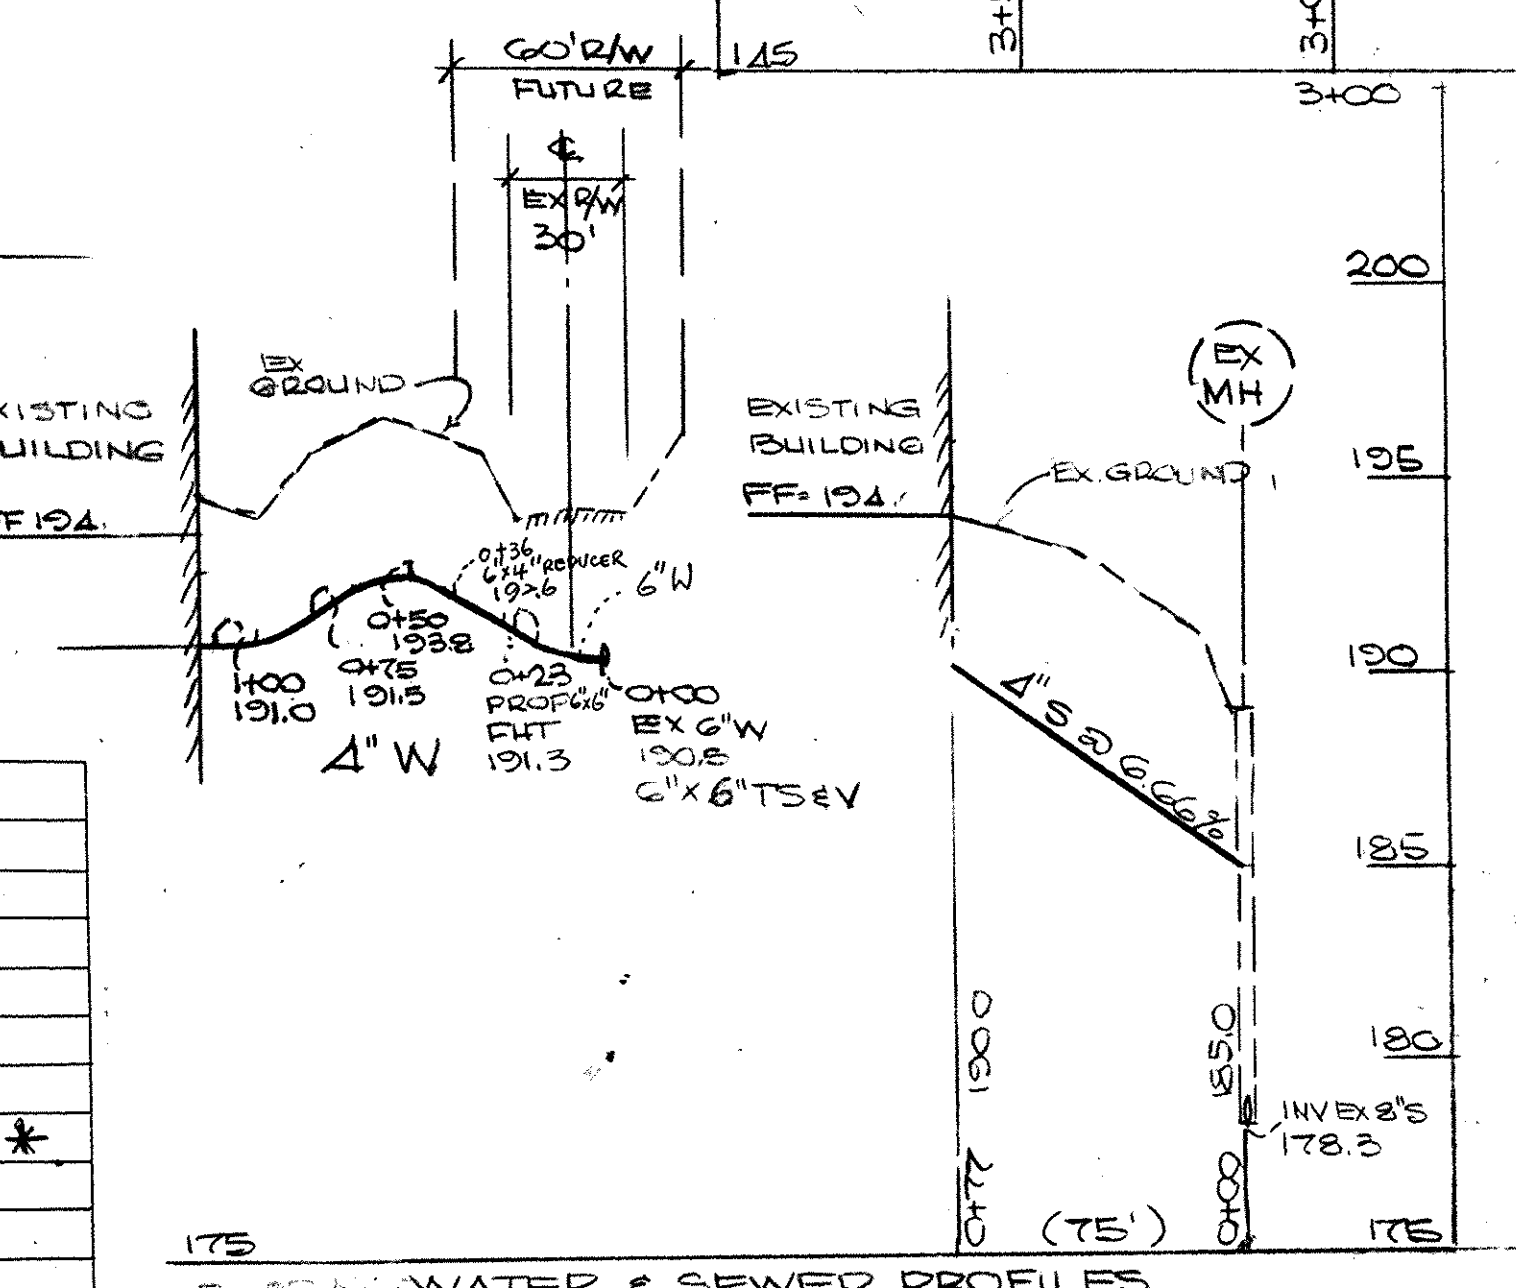 60' R/W
FUTURE
145
3+00
℄
EX R/W
30'
200
EX
GROUND
EXISTING
BUILDING
FF 194.
EXISTING
BUILDING
FF= 194.
EX
MH
195
EX. GROUND
0+36
6"x4" REDUCER
6" W
0+50
193.8
0+75
191.5
1+00
191.0
4" W
0+23
PROP 6"x6"
FHT
191.3
0+00
EX 6" W
190.8
6" x 6" TS & V
190
4" S @ 6.66%
185
180
190.0
185.0
INV EX 8" S
178.3
0+77
(75')
0+00
175
175
WATER & SEWER PROFILES